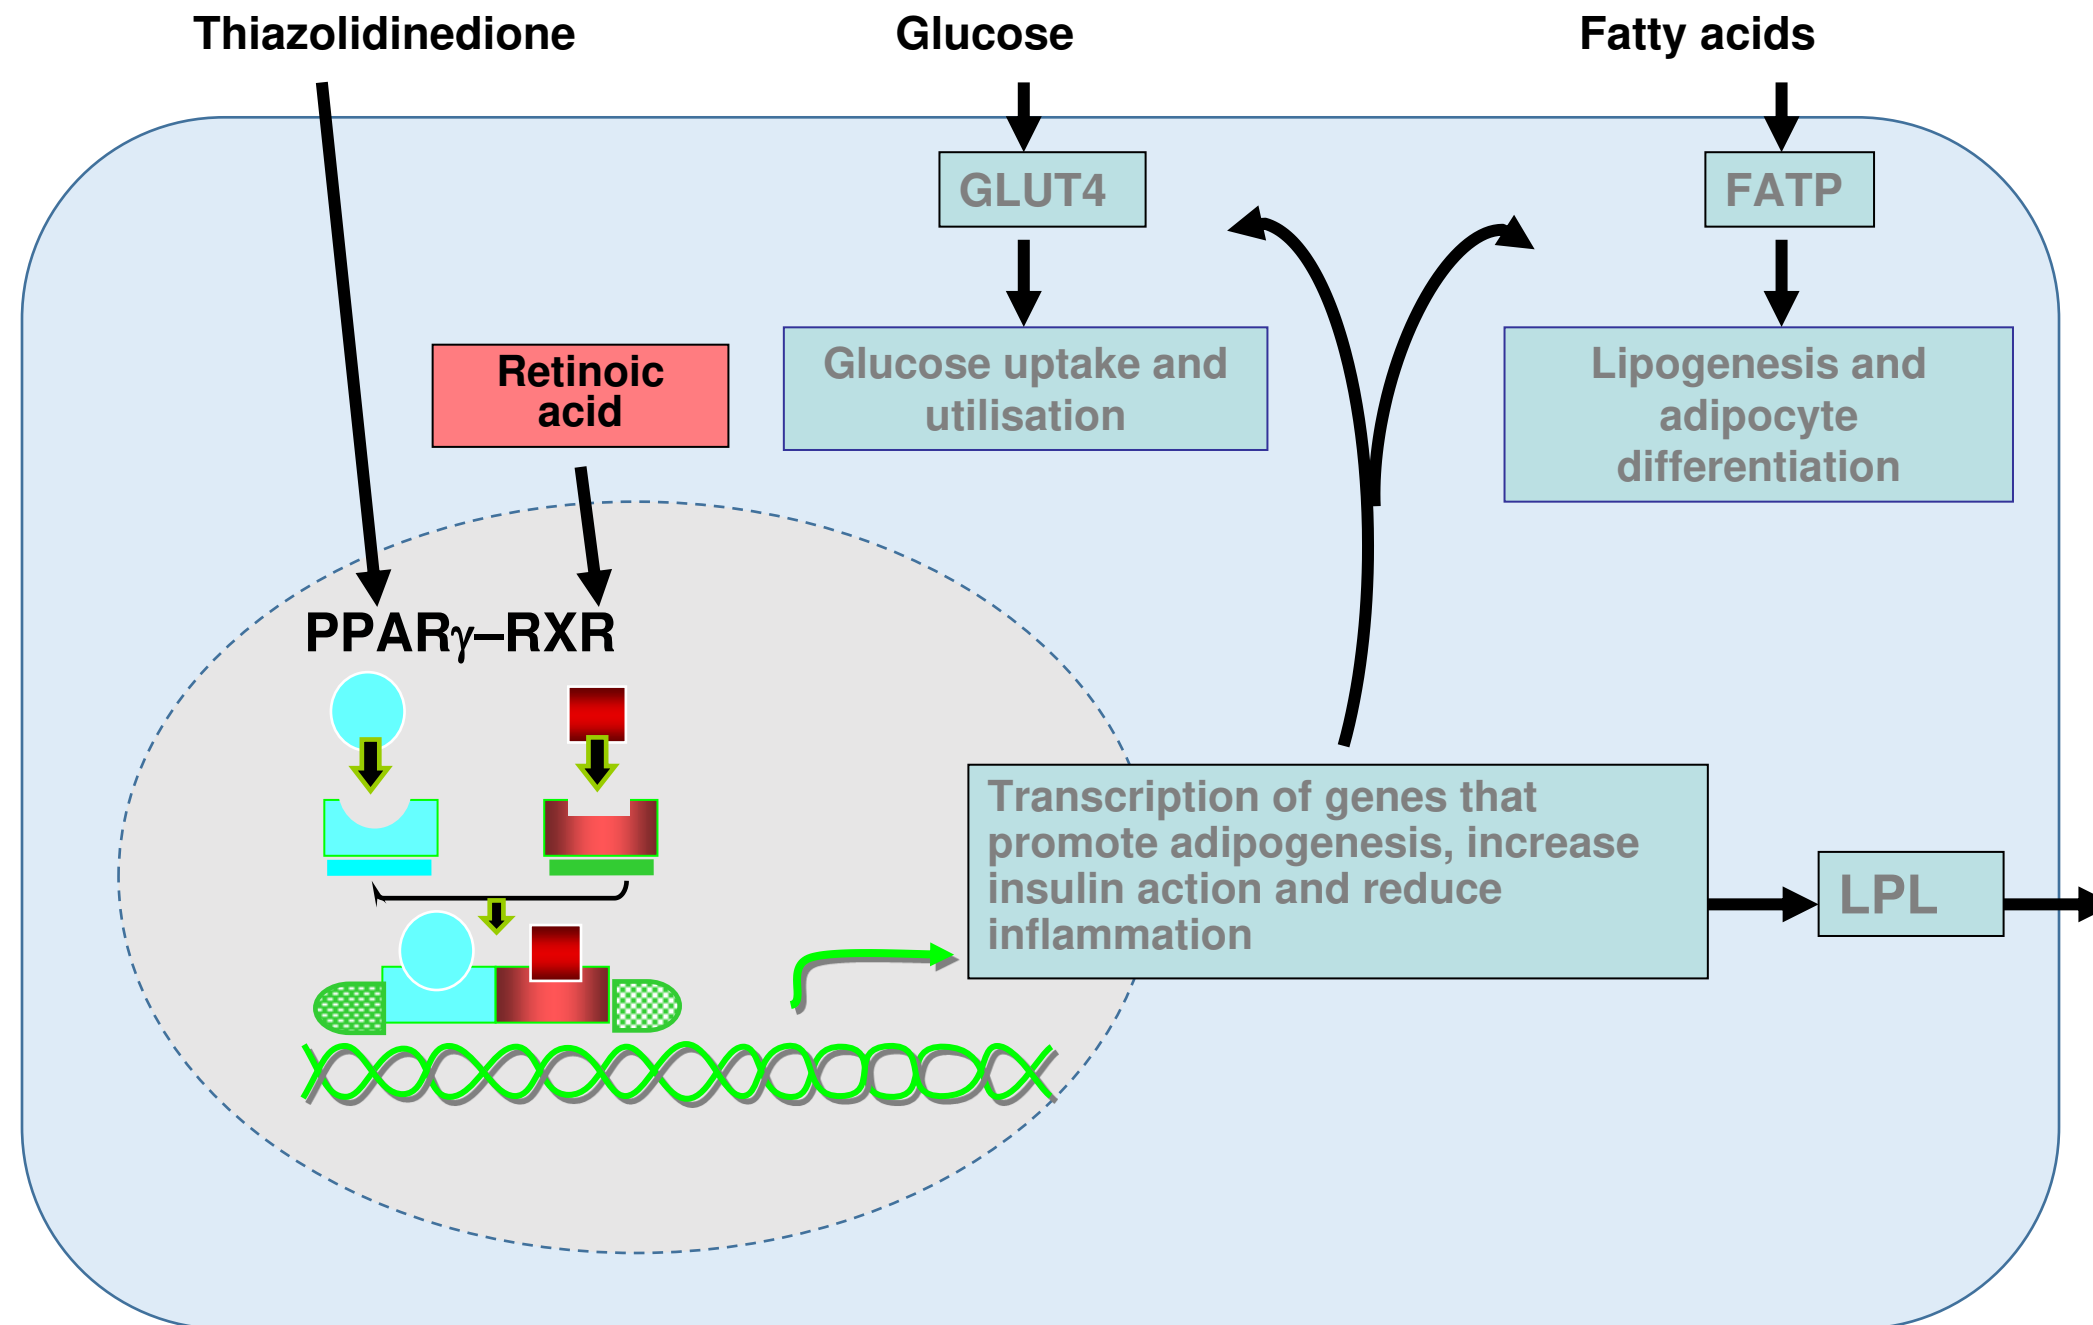 Thiazolidinedione
Glucose
Fatty acids
GLUT4
FATP
Retinoic
acid
Glucose uptake and
utilisation
Lipogenesis and
adipocyte
differentiation
PPARγ–RXR
Transcription of genes that
promote adipogenesis, increase
insulin action and reduce
inflammation
LPL